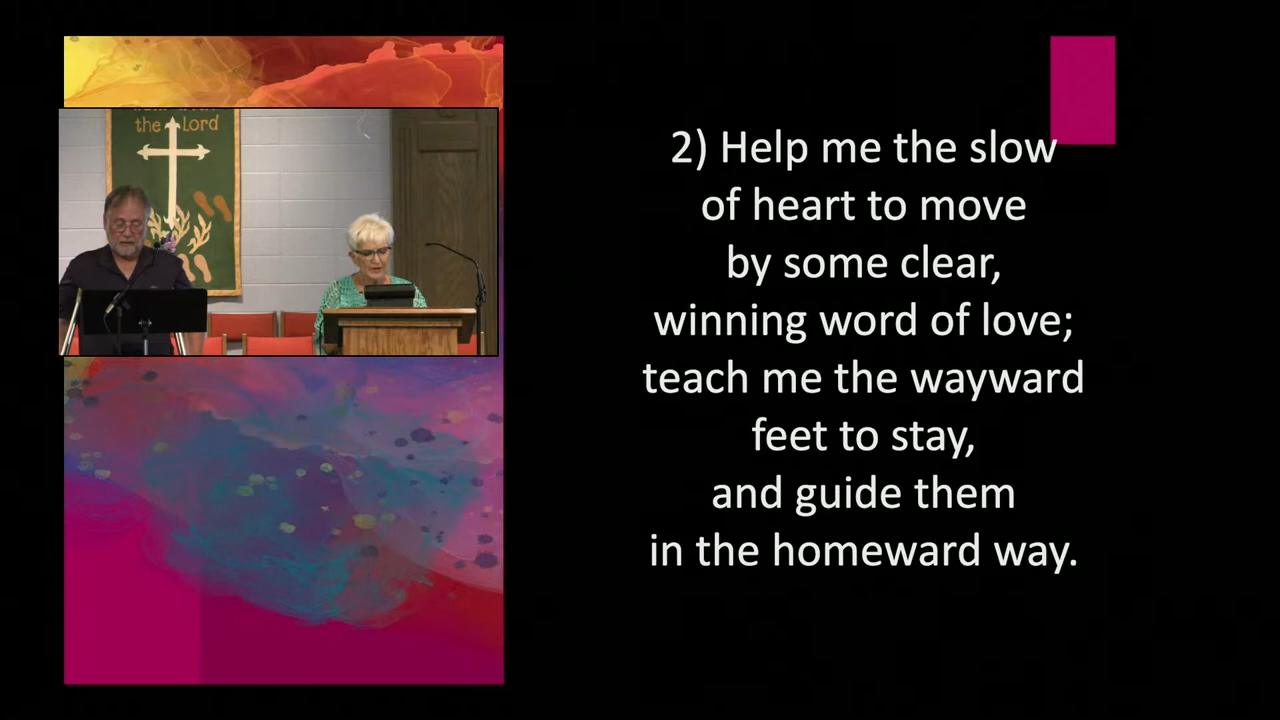 the Lord
2) Help me the slow
of heart to move
by some clear,
winning word of love;
teach me the wayward
feet to stay,
and guide them
in the homeward way.